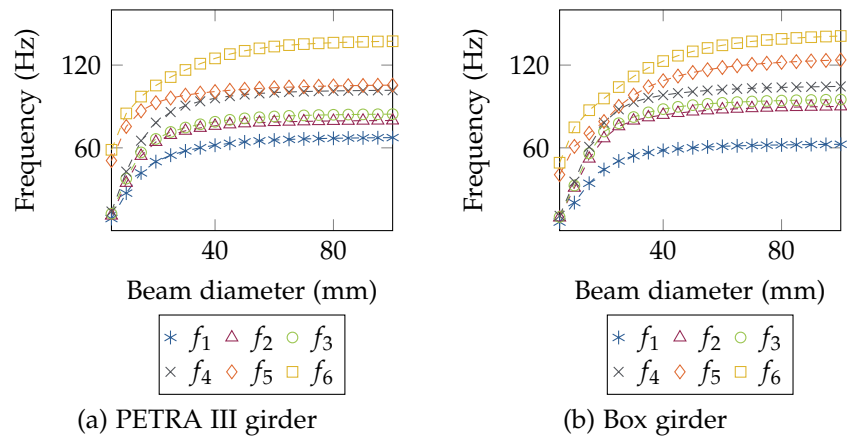 120
60
40 80
Frequency (Hz)
Beam diameter (mm)
f1 f2 f3
f4 f5 f6
(a) PETRA III girder
120
60
40 80
Frequency (Hz)
Beam diameter (mm)
f1 f2 f3
f4 f5 f6
(b) Box girder